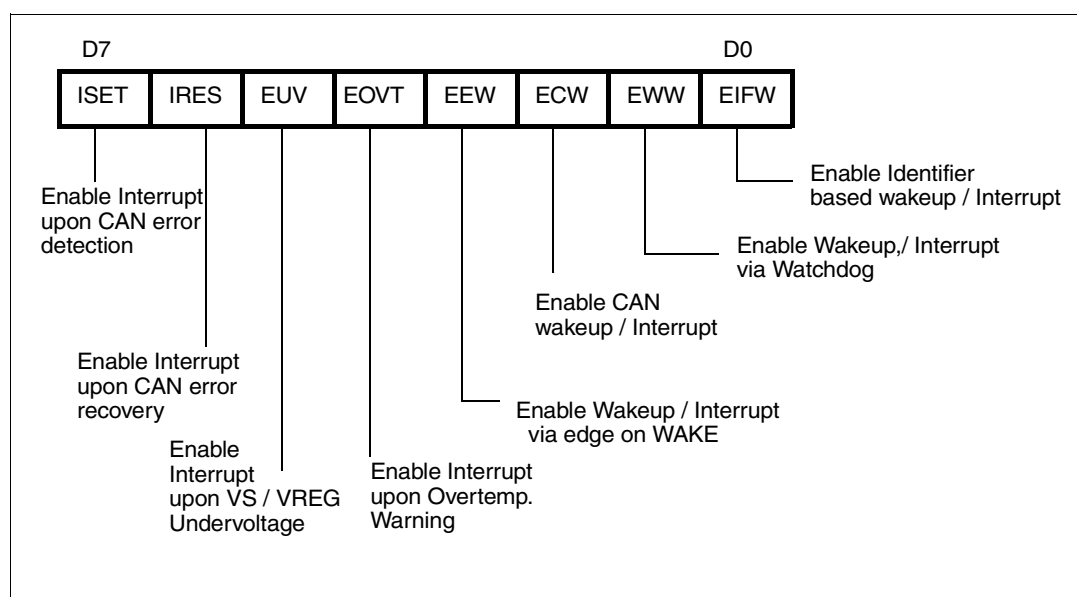 D7 D0
ISET IRES EUV EOVT EEW ECW EWW EIFW
Enable Identifier
based wakeup / Interrupt
Enable Interrupt
upon CAN error
detection
Enable Wakeup,/ Interrupt
via Watchdog
Enable CAN
wakeup / Interrupt
Enable Interrupt
upon CAN error
recovery
Enable Wakeup / Interrupt
via edge on WAKE
Enable
Interrupt
upon VS / VREG
Undervoltage
Enable Interrupt
upon Overtemp.
Warning